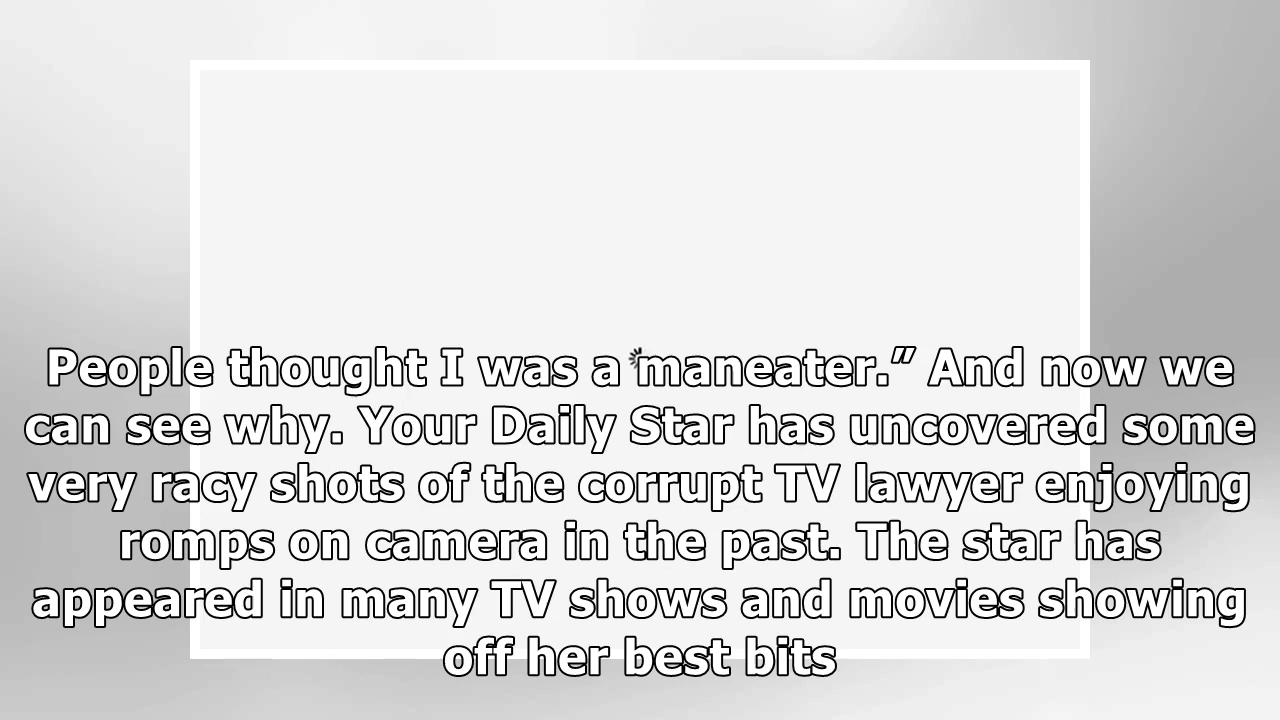 People thought I was a maneater.” And now we
can see why. Your Daily Star has uncovered some
very racy shots of the corrupt TV lawyer enjoying
romps on camera in the past. The star has
appeared in many TV shows and movies showing
off her best bits